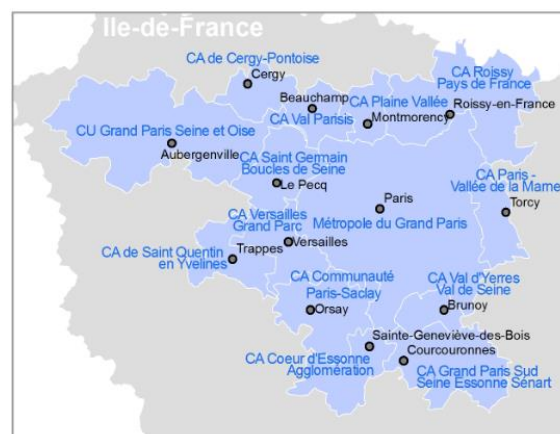 Ile-de-France
CA de Cergy-Pontoise
Cergy
CA Roissy
Pays de France
Beauchamp
CA Plaine Vallée
Roissy-en-France
CA Val Parisis
Montmorency
CU Grand Paris Seine et Oise
Aubergenville
CA Saint Germain
Boucles de Seine
Le Pecq
CA Paris -
Vallée de la Marne
Torcy
Paris
Métropole du Grand Paris
CA Versailles
Grand Parc
Versailles
Trappes
CA de Saint Quentin
en Yvelines
CA Communauté
Paris-Saclay
Orsay
CA Val d'Yerres
Val de Seine
Brunoy
Sainte-Geneviève-des-Bois
Courcouronnes
CA Coeur d'Essonne
Agglomération
CA Grand Paris Sud
Seine Essonne Sénart